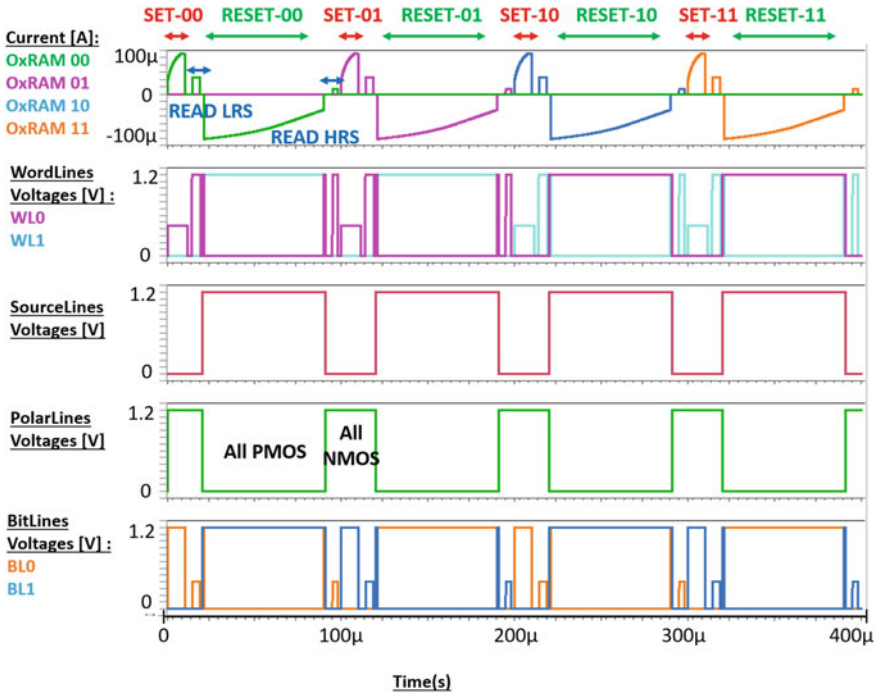 SET-00 RESET-00 SET-01 RESET-01 SET-10 RESET-10 SET-11 RESET-11
Current [A]:
OxRAM 00
OxRAM 01
OxRAM 10
OxRAM 11
100µ
0
-100µ
READ LRS
READ HRS
WordLines
Voltages [V] :
WL0
WL1
1.2
0
SourceLines
Voltages [V]
1.2
0
PolarLines
Voltages [V]
1.2
0
All PMOS
All
NMOS
BitLines
Voltages [V] :
BL0
BL1
1.2
0
0 100µ 200µ 300µ 400µ
Time(s)